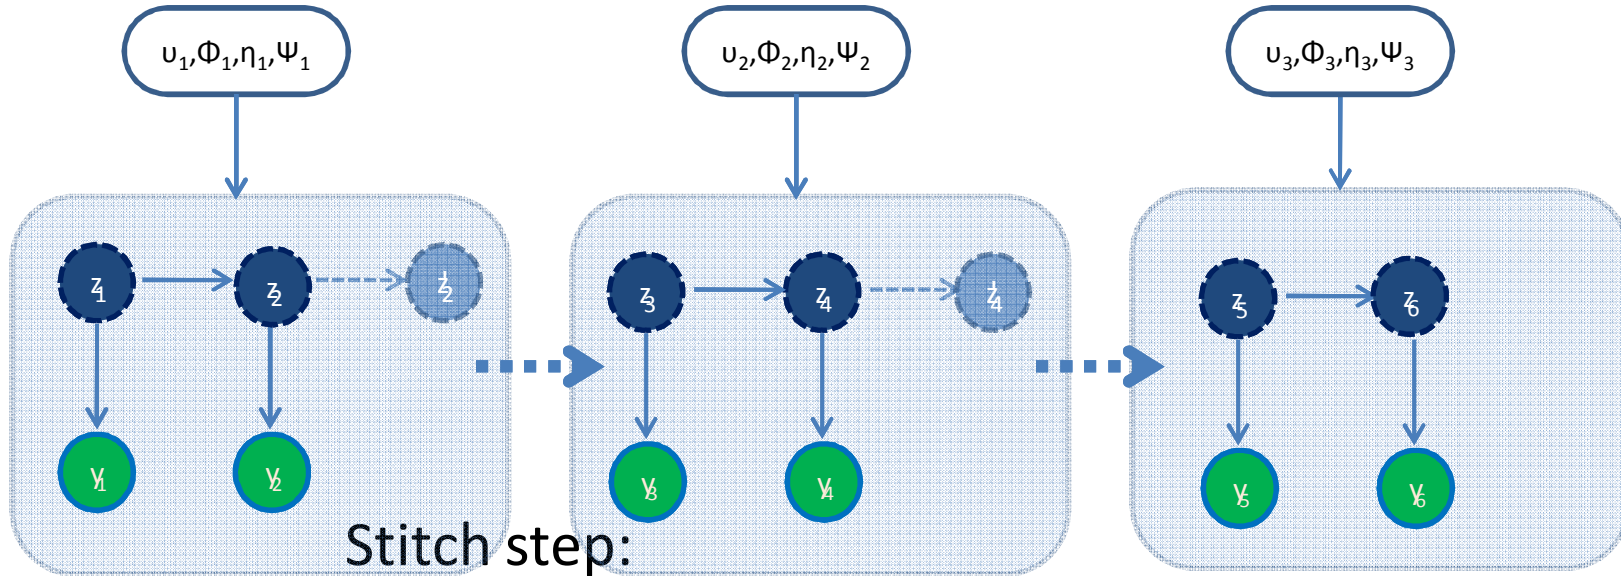 υ₁,Φ₁,η₁,Ψ₁
υ₂,Φ₂,η₂,Ψ₂
υ₃,Φ₃,η₃,Ψ₃
z₁
z₂
z₃
z₄
z₅
z₆
y₁
y₂
y₃
y₄
y₅
y₆
Stitch step: